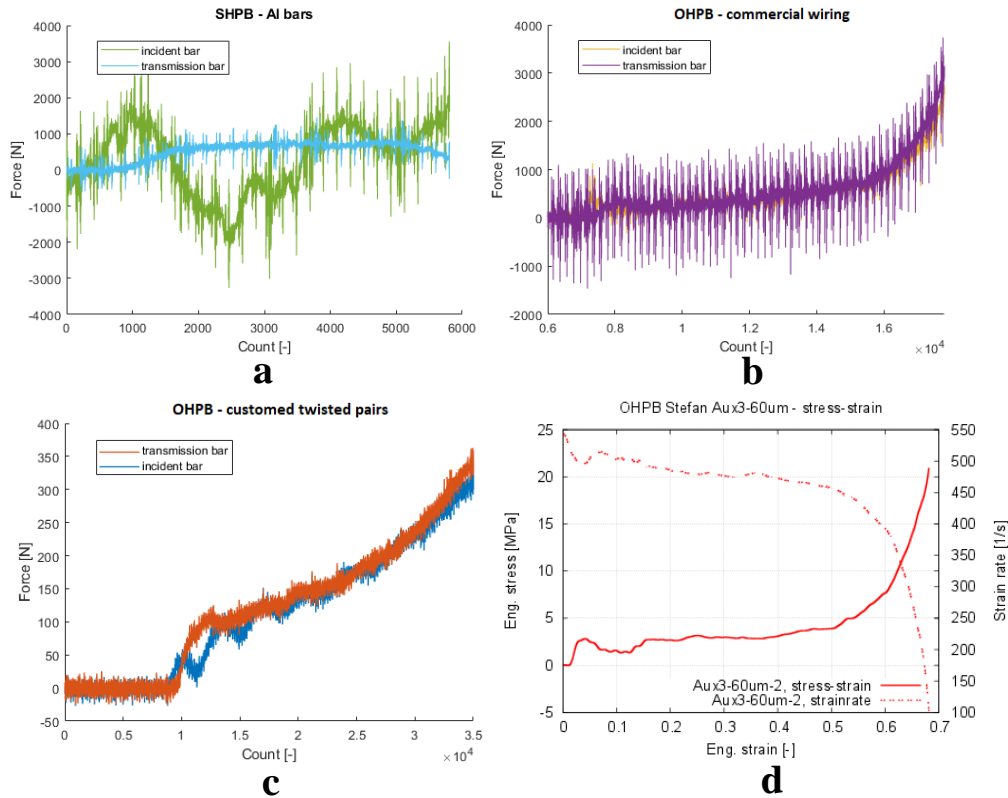 SHPB - Al bars
incident bar
transmission bar
Force [N]
4000
3000
2000
1000
0
-1000
-2000
-3000
-4000
0 1000 2000 3000 4000 5000 6000
Count [-]
a
OHPB - commercial wiring
incident bar
transmission bar
Force [N]
4000
3000
2000
1000
0
-1000
-2000
0.6 0.8 1 1.2 1.4 1.6
× 10^4
Count [-]
b
OHPB - customed twisted pairs
transmission bar
incident bar
Force [N]
400
350
300
250
200
150
100
50
0
-50
0 0.5 1 1.5 2 2.5 3 3.5
× 10^4
Count [-]
c
OHPB Stefan Aux3-60um - stress-strain
Eng. stress [MPa]
25
20
15
10
5
0
-5
550
500
450
400
350
300
250
200
150
100
Strain rate [1/s]
Aux3-60um-2, stress-strain
Aux3-60um-2, strainrate
0 0.1 0.2 0.3 0.4 0.5 0.6 0.7
Eng. strain [-]
d